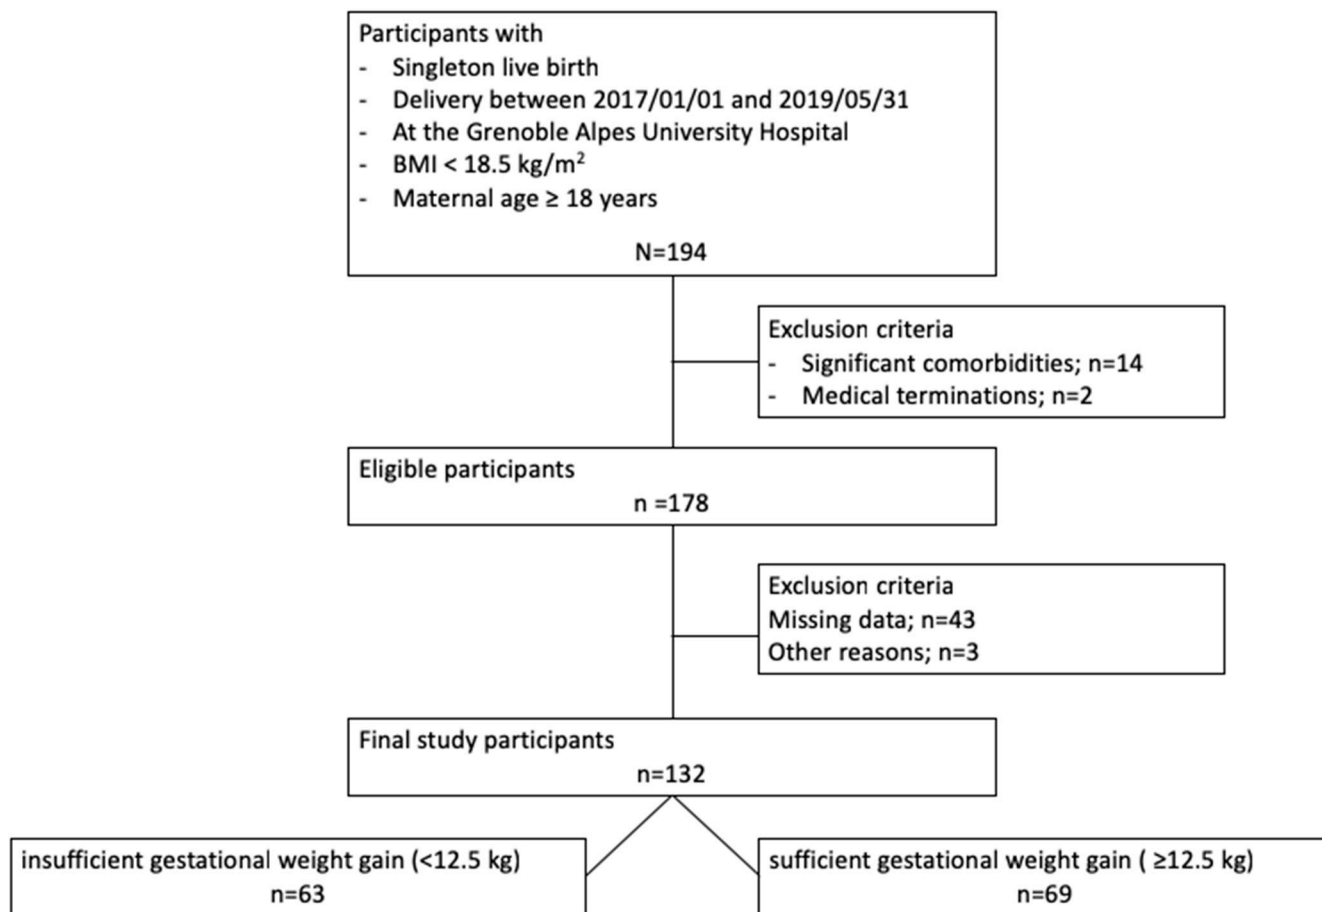 Participants with
- Singleton live birth
- Delivery between 2017/01/01 and 2019/05/31
- At the Grenoble Alpes University Hospital
- BMI < 18.5 kg/m²
- Maternal age ≥ 18 years
N=194
Exclusion criteria
- Significant comorbidities; n=14
- Medical terminations; n=2
Eligible participants
n =178
Exclusion criteria
Missing data; n=43
Other reasons; n=3
Final study participants
n=132
insufficient gestational weight gain (<12.5 kg)
n=63
sufficient gestational weight gain ( ≥12.5 kg)
n=69